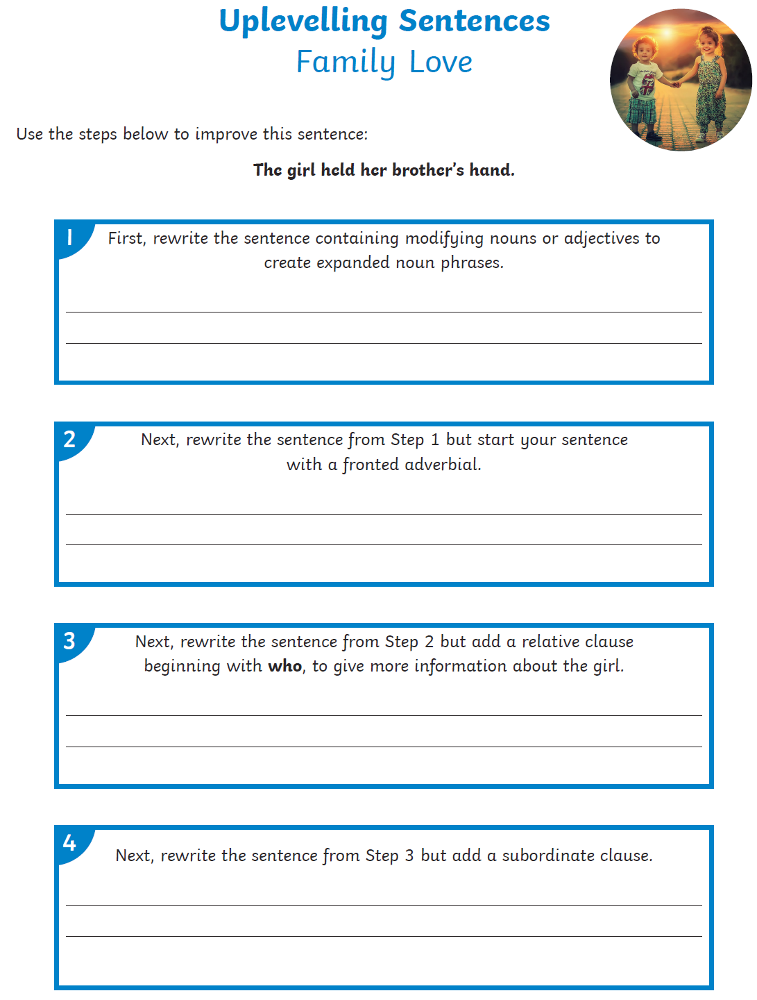 Uplevelling Sentences
Family Love
Use the steps below to improve this sentence:
The girl held her brother’s hand.
1
First, rewrite the sentence containing modifying nouns or adjectives to
create expanded noun phrases.
2
Next, rewrite the sentence from Step 1 but start your sentence
with a fronted adverbial.
3
Next, rewrite the sentence from Step 2 but add a relative clause
beginning with who, to give more information about the girl.
4
Next, rewrite the sentence from Step 3 but add a subordinate clause.